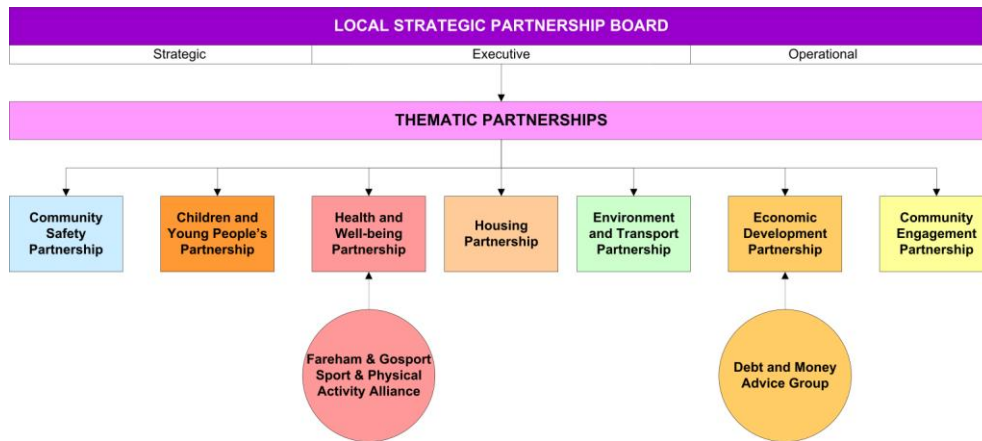 LOCAL STRATEGIC PARTNERSHIP BOARD
Strategic
Executive
Operational
THEMATIC PARTNERSHIPS
Community
Safety
Partnership
Children and
Young People's
Partnership
Health and
Well-being
Partnership
Housing
Partnership
Environment
and Transport
Partnership
Economic
Development
Partnership
Community
Engagement
Partnership
Fareham & Gosport
Sport & Physical
Activity Alliance
Debt and Money
Advice Group